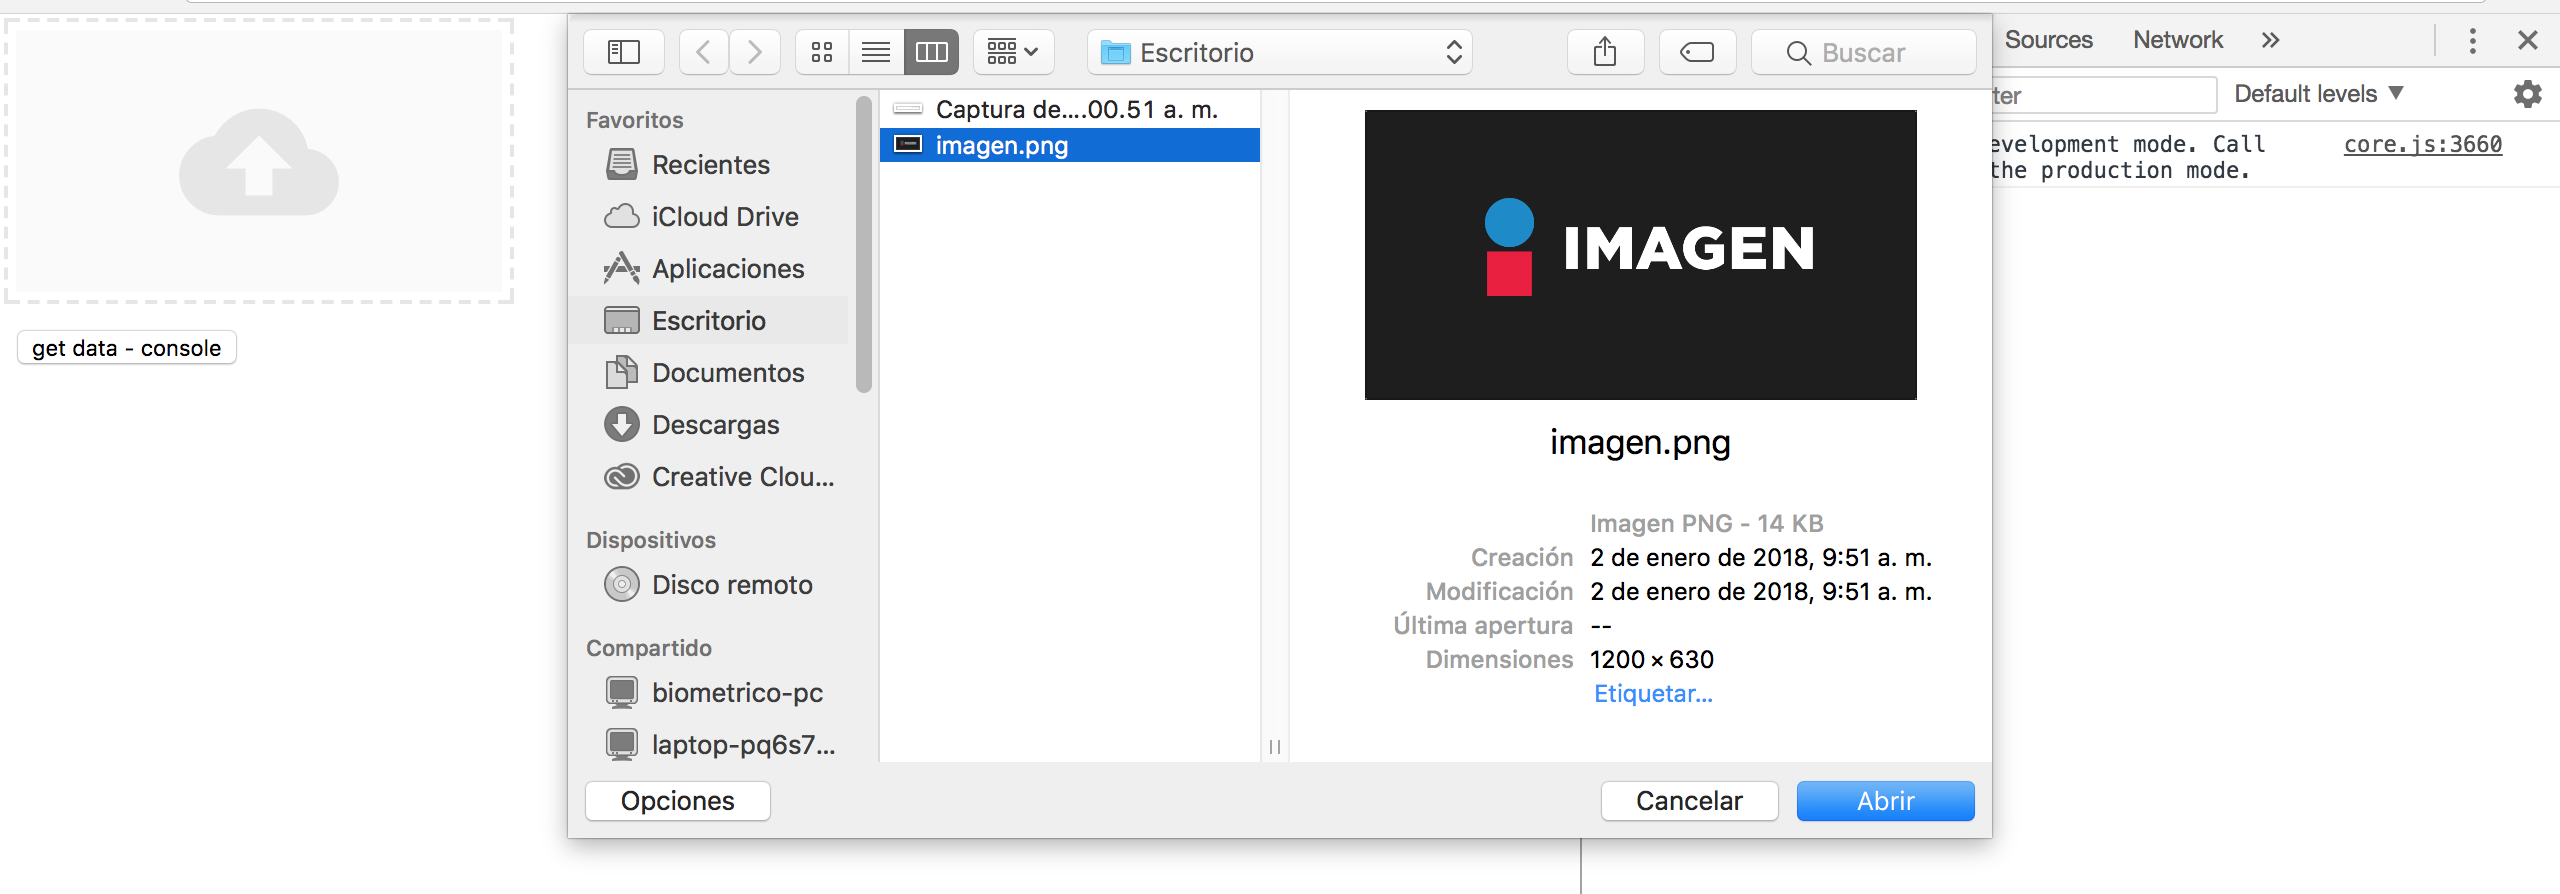 get data - console
Escritorio
Buscar
Favoritos
Recientes
iCloud Drive
Aplicaciones
Escritorio
Documentos
Descargas
Creative Clou...
Dispositivos
Disco remoto
Compartido
biometrico-pc
laptop-pq6s7...
Captura de....00.51 a. m.
imagen.png
IMAGEN
imagen.png
Imagen PNG - 14 KB
Creación 2 de enero de 2018, 9:51 a. m.
Modificación 2 de enero de 2018, 9:51 a. m.
Última apertura --
Dimensiones 1200 × 630
Etiquetar...
Opciones
Cancelar
Abrir
Sources Network »
ter Default levels ▼
evelopment mode. Call core.js:3660
the production mode.